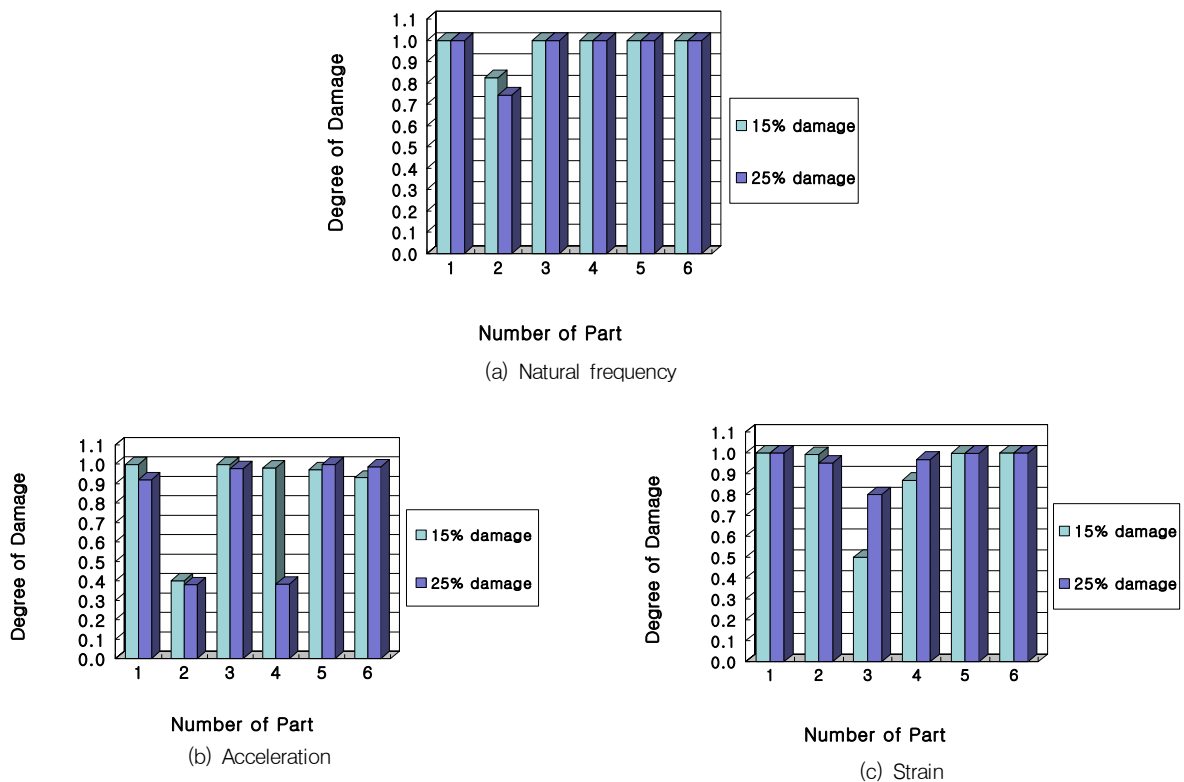 1.1
1.0
0.9
0.8
0.7
0.6
0.5
0.4
0.3
0.2
0.1
0.0
Degree of Damage
1 2 3 4 5 6
Number of Part
15% damage
25% damage
(a) Natural frequency
1.1
1.0
0.9
0.8
0.7
0.6
0.5
0.4
0.3
0.2
0.1
0.0
Degree of Damage
1 2 3 4 5 6
Number of Part
15% damage
25% damage
(b) Acceleration
1.1
1.0
0.9
0.8
0.7
0.6
0.5
0.4
0.3
0.2
0.1
0.0
Degree of Damage
1 2 3 4 5 6
Number of Part
15% damage
25% damage
(c) Strain